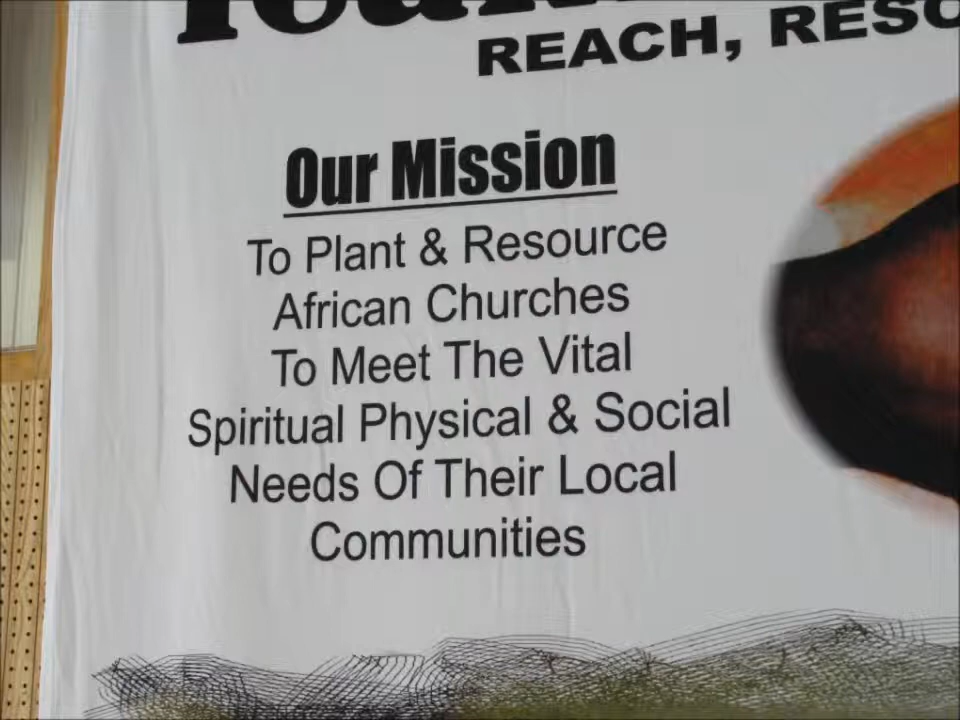 REACH,
Our Mission
To Plant & Resource
African Churches
To Meet The Vital
Spiritual Physical & Social
Needs Of Their Local
Communities